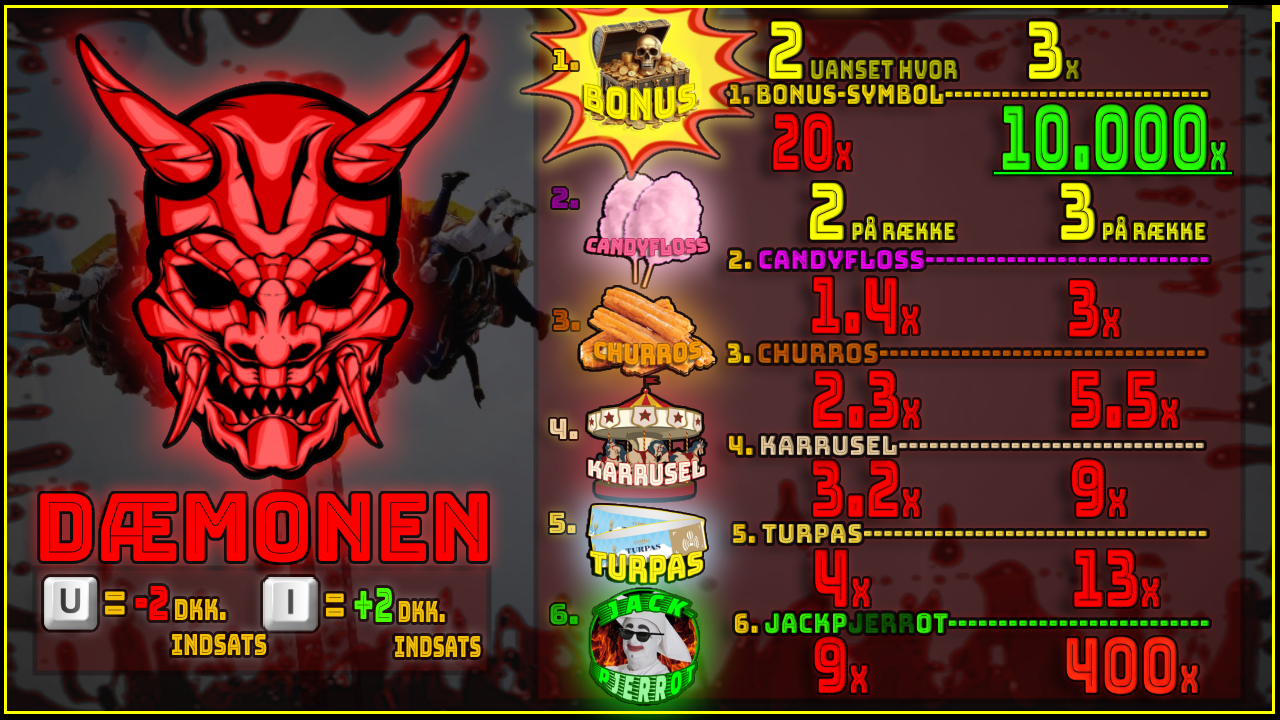 DÆMONEN
U = -2 DKK. INDSATS
I = +2 DKK. INDSATS
1. BONUS
2. CANDYFLOSS
3. CHURROS
4. KARRUSEL
5. TURPAS
TURPAS
6. JACK PJERROT
2 UANSET HVOR 3X
1. BONUS-SYMBOL
20X 10.000X
2 PÅ RÆKKE 3 PÅ RÆKKE
2. CANDYFLOSS
1.4X 3X
3. CHURROS
2.3X 5.5X
4. KARRUSEL
3.2X 9X
5. TURPAS
4X 13X
6. JACKPJERROT
9X 400X